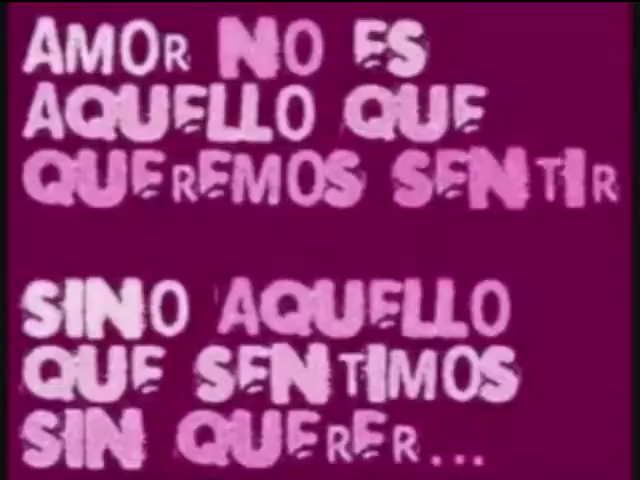 AMOR NO ES
AQUELLO QUE
QUEREMOS SENTIR
SINO AQUELLO
QUE SENTIMOS
SIN QUERER...